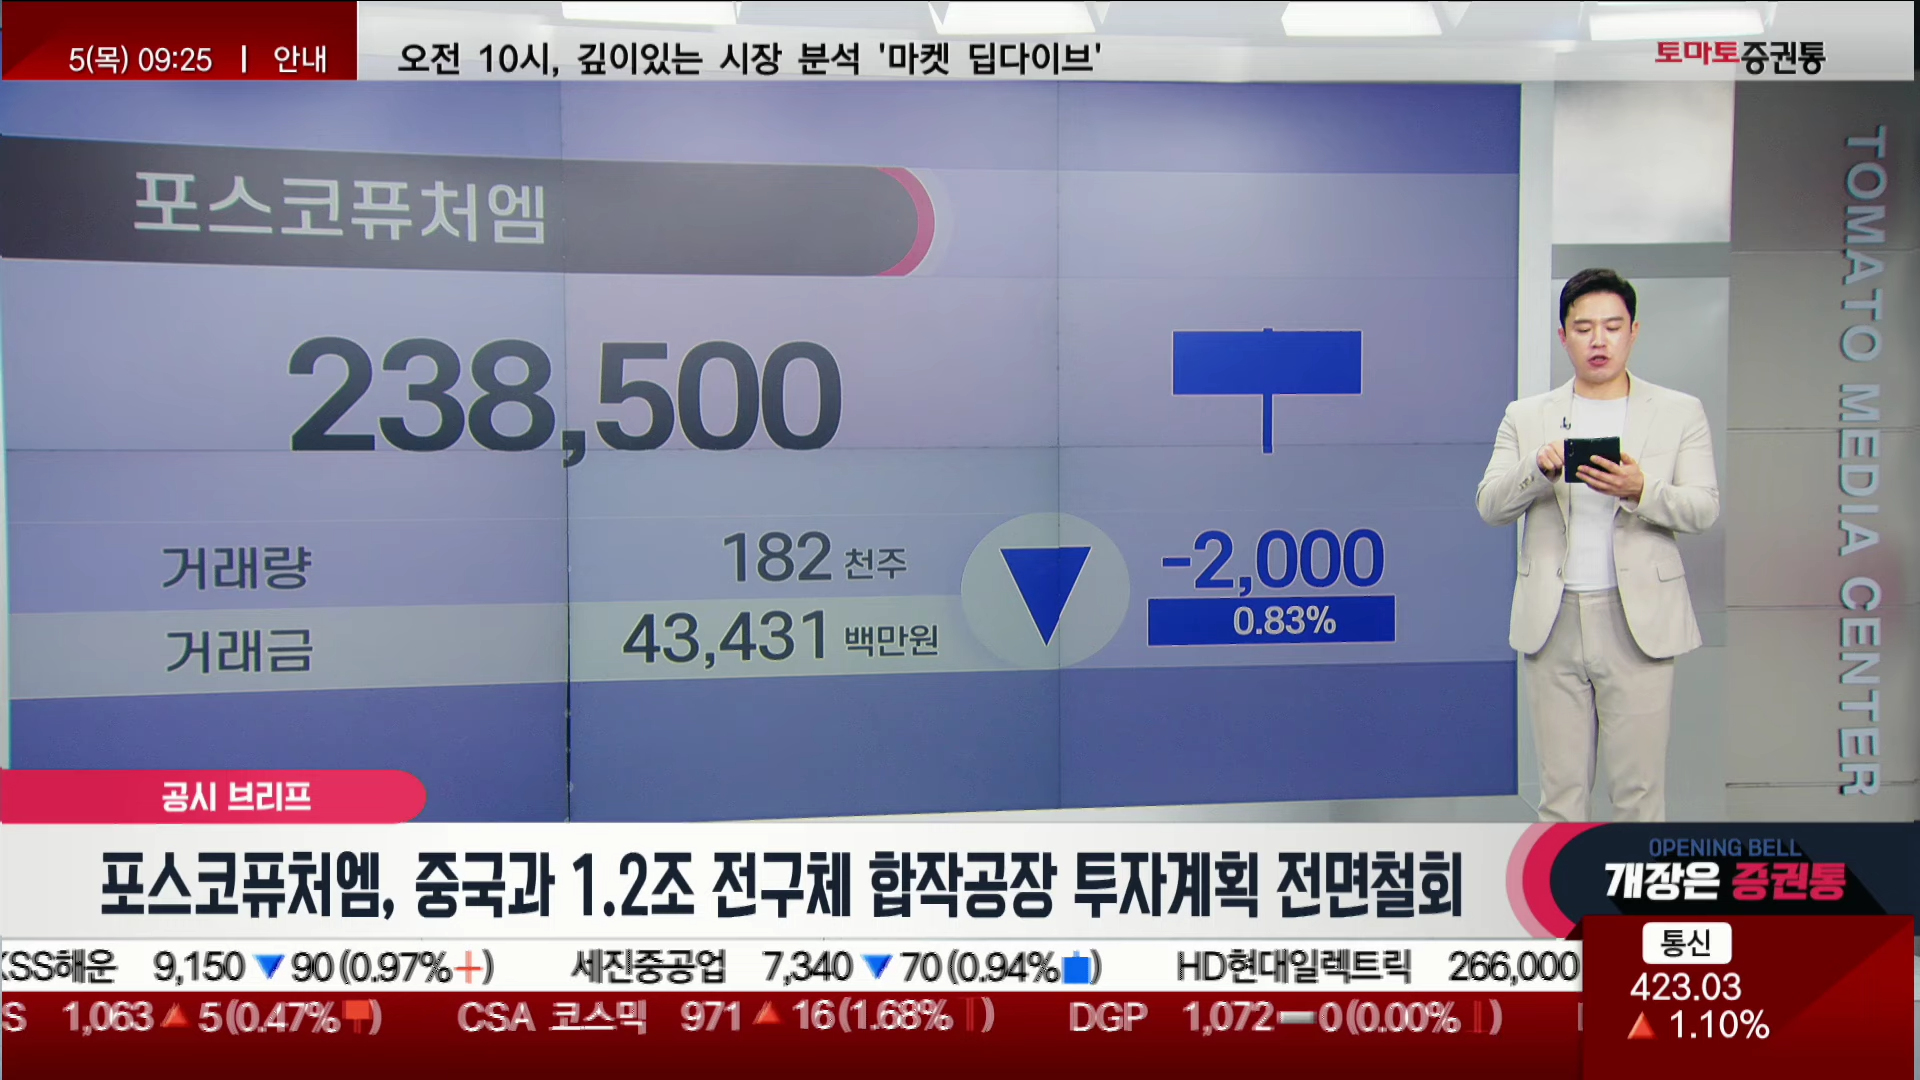 5(목) 09:25 | 안내
오전 10시, 깊이있는 시장 분석 '마켓 딥다이브'
토마토증권통
포스코퓨처엠
238,500
거래량 182 천주
거래금 43,431 백만원
▼ -2,000
0.83%
TOMATO MEDIA CENTER
공시 브리프
포스코퓨처엠, 중국과 1.2조 전구체 합작공장 투자계획 전면철회
OPENING BELL
개장은 증권통
KSS해운 9,150 ▼ 90(0.97%) 세진중공업 7,340 ▼ 70(0.94%) HD현대일렉트릭 266,000
S 1,063 ▲ 5(0.47%) CSA 코스믹 971 ▲ 16(1.68%) DGP 1,072 0(0.00%)
통신
423.03
▲ 1.10%